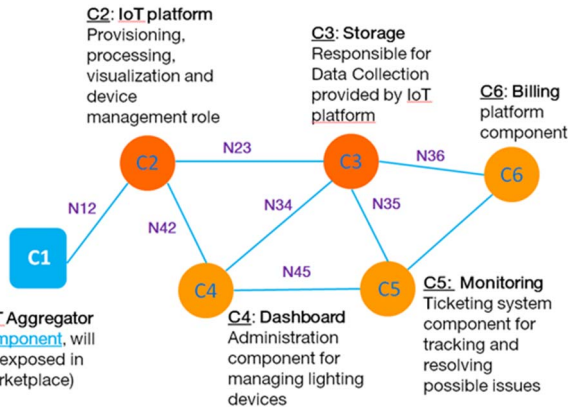 C2: IoT platform
Provisioning,
processing,
visualization and
device
management role
C3: Storage
Responsible for
Data Collection
provided by IoT
platform
C6: Billing
platform
component
C2
N23
C3
N36
C6
N12
N42
N34
N35
C1
C4
N45
C5
T Aggregator
mponent, will
exposed in
rketplace)
C4: Dashboard
Administration
component for
managing lighting
devices
C5: Monitoring
Ticketing system
component for
tracking and
resolving
possible issues